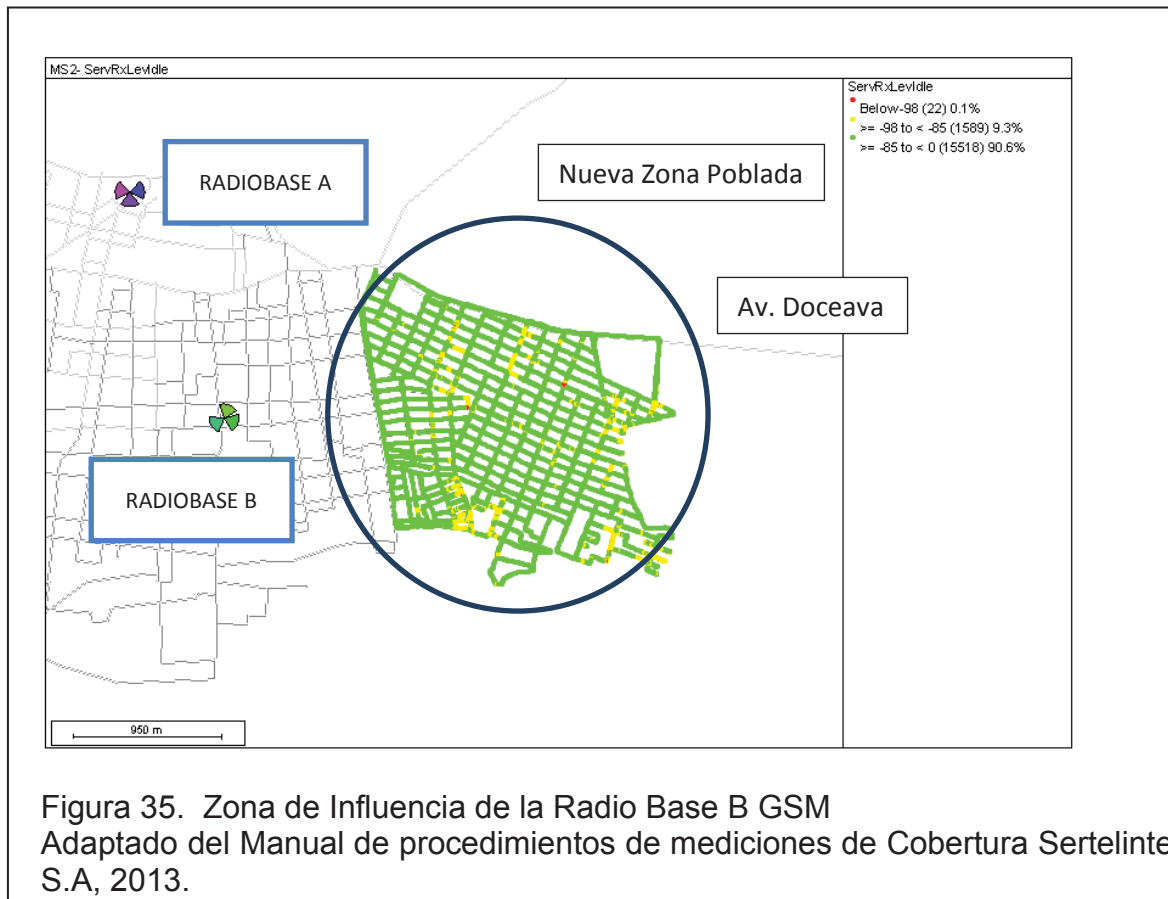 MS2- ServRxLevIdle
ServRxLevIdle
Below-98 (22) 0.1%
>= -98 to < -85 (1589) 9.3%
>= -85 to < 0 (15518) 90.6%
RADIOBASE A
Nueva Zona Poblada
Av. Doceava
RADIOBASE B
950 m
Figura 35. Zona de Influencia de la Radio Base B GSM
Adaptado del Manual de procedimientos de mediciones de Cobertura Sertelinte
S.A, 2013.